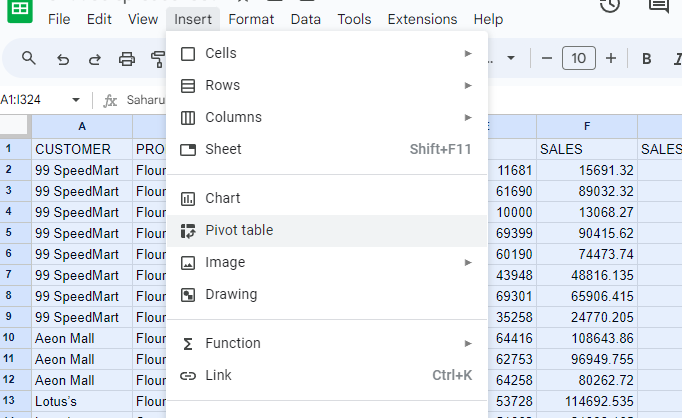 File Edit View Insert Format Data Tools Extensions Help
10 B
A1:I324 fx Saharu
Cells
Rows
Columns
Sheet Shift+F11
Chart
Pivot table
Image
Drawing
Σ Function
Link Ctrl+K
A F
1 CUSTOMER PRO SALES SALES
2 99 SpeedMart Flour 11681 15691.32
3 99 SpeedMart Flour 61690 89032.32
4 99 SpeedMart Flour 10000 13068.27
5 99 SpeedMart Flour 69399 90415.62
6 99 SpeedMart Flour 60190 74473.74
7 99 SpeedMart Flour 43948 48816.135
8 99 SpeedMart Flour 69301 65906.415
9 99 SpeedMart Flour 35258 24770.205
10 Aeon Mall Flour 64416 108643.86
11 Aeon Mall Flour 62753 96949.755
12 Aeon Mall Flour 64258 80262.72
13 Lotus's Flour 53728 114692.535